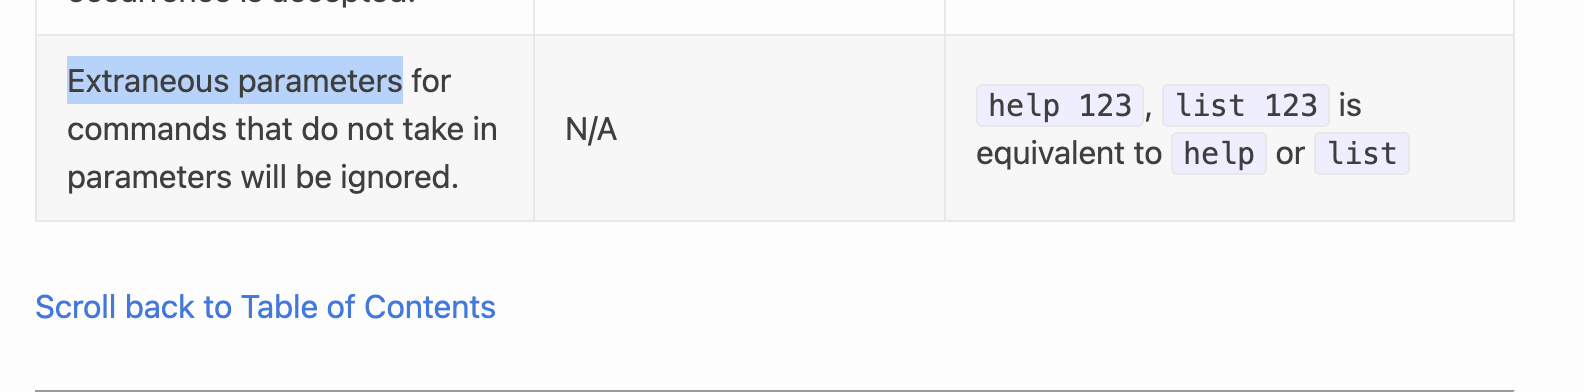 Extraneous parameters for
commands that do not take in
parameters will be ignored.
N/A
help 123, list 123 is
equivalent to help or list
Scroll back to Table of Contents